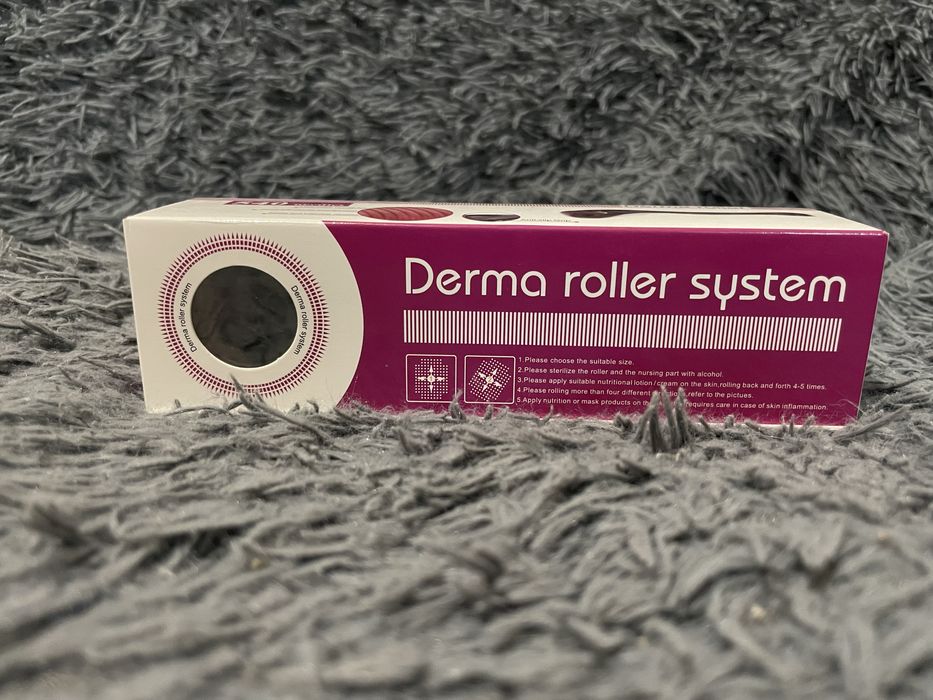 Derma roller system
Derma roller system
Derma roller system
1.Please choose the suitable size.
2.Please sterilize the roller and the nursing part with alcohol.
3.Please apply suitable nutritional lotion/cream on the skin,rolling back and forth 4-5 times.
4.Please rolling more than four different refer to the pictues.
5.Apply nutrition or mask products on requires care in case of skin inflammation.